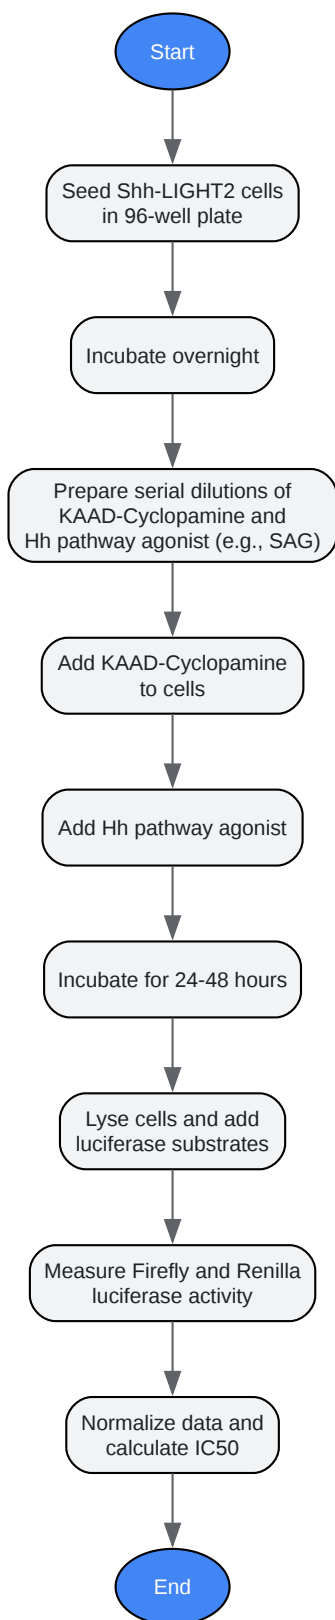 Start
Seed Shh-LIGHT2 cells
in 96-well plate
Incubate overnight
Prepare serial dilutions of
KAAD-Cyclopamine and
Hh pathway agonist (e.g., SAG)
Add KAAD-Cyclopamine
to cells
Add Hh pathway agonist
Incubate for 24-48 hours
Lyse cells and add
luciferase substrates
Measure Firefly and Renilla
luciferase activity
Normalize data and
calculate IC50
End